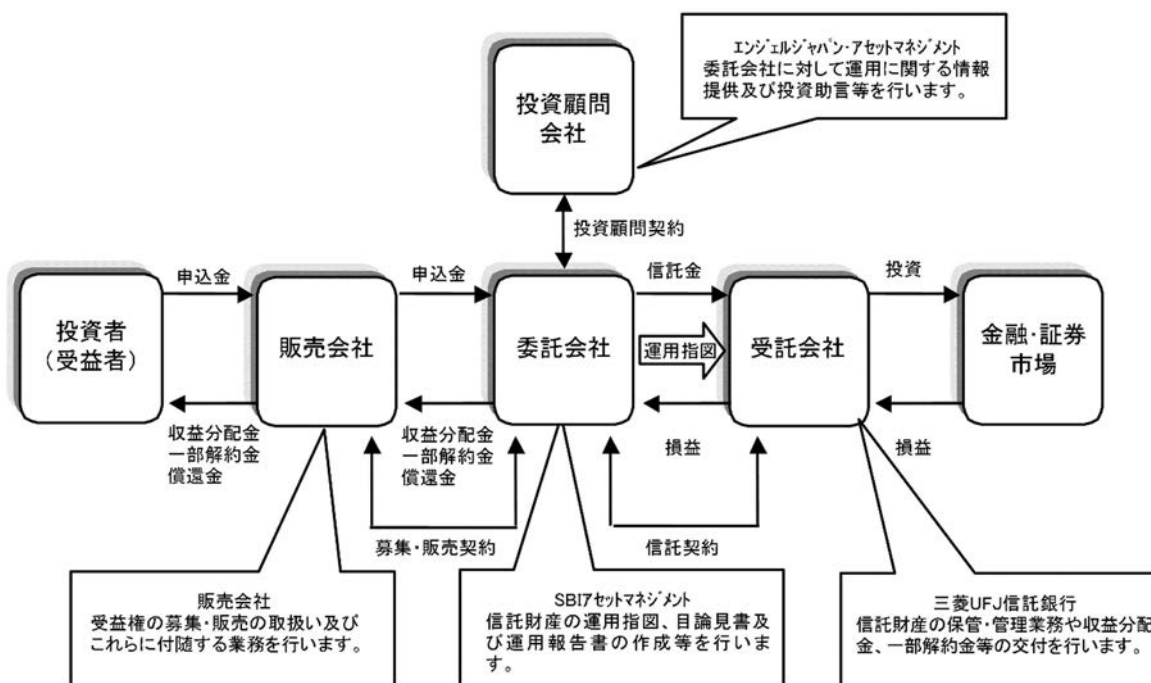 エンジェルジャパン・アセットマネジメント
委託会社に対して運用に関する情報
提供及び投資助言等を行います。
投資顧問
会社
投資顧問契約
申込金
申込金
信託金
投資
投資者
(受益者)
販売会社
委託会社
運用指図
受託会社
金融・証券
市場
収益分配金
一部解約金
償還金
収益分配金
一部解約金
償還金
損益
損益
募集・販売契約
信託契約
販売会社
受益権の募集・販売の取扱い及び
これらに付随する業務を行います。
SBIアセットマネジメント
信託財産の運用指図、目論見書及
び運用報告書の作成等を行いま
す。
三菱UFJ信託銀行
信託財産の保管・管理業務や収益分配
金、一部解約金等の交付を行います。